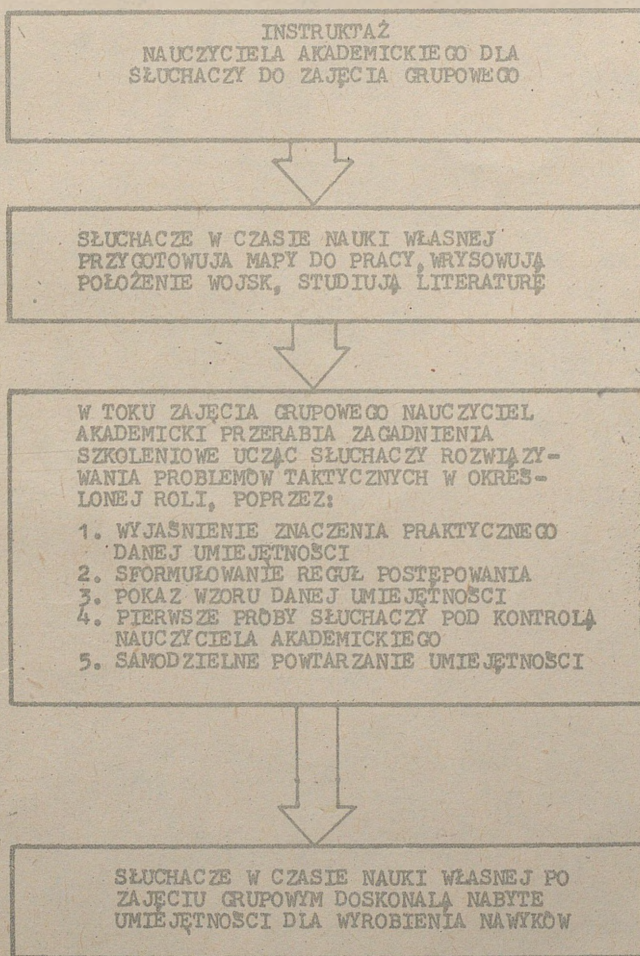 INSTRUKTAŻ
NAUCZYCIELA AKADEMICKIEGO DLA
SŁUCHACZY DO ZAJĘCIA GRUPOWEGO
SŁUCHACZE W CZASIE NAUKI WŁASNEJ
PRZYGOTOWUJĄ MAPY DO PRACY, WRYSOWUJĄ
POŁOŻENIE WOJSK, STUDIUJĄ LITERATURĘ
W TOKU ZAJĘCIA GRUPOWEGO NAUCZYCIEL
AKADEMICKI PRZERABIA ZAGADNIENIA
SZKOLENIOWE UCZĄC SŁUCHACZY ROZWIĄZY-
WANIA PROBLEMÓW TAKTYCZNYCH W OKREŚ-
LONEJ ROLI, POPRZEZ:
1. WYJAŚNIENIE ZNACZENIA PRAKTYCZNEGO
DANEJ UMIEJĘTNOŚCI
2. SFORMUŁOWANIE REGUŁ POSTĘPOWANIA
3. POKAZ WZORU DANEJ UMIEJĘTNOŚCI
4. PIERWSZE PRÓBY SŁUCHACZY POD KONTROLĄ
NAUCZYCIELA AKADEMICKIEGO
5. SAMODZIELNE POWTARZANIE UMIEJĘTNOŚCI
SŁUCHACZE W CZASIE NAUKI WŁASNEJ PO
ZAJĘCIU GRUPOWYM DOSKONALĄ NABYTE
UMIEJĘTNOŚCI DLA WYROBIENIA NAWYKÓW